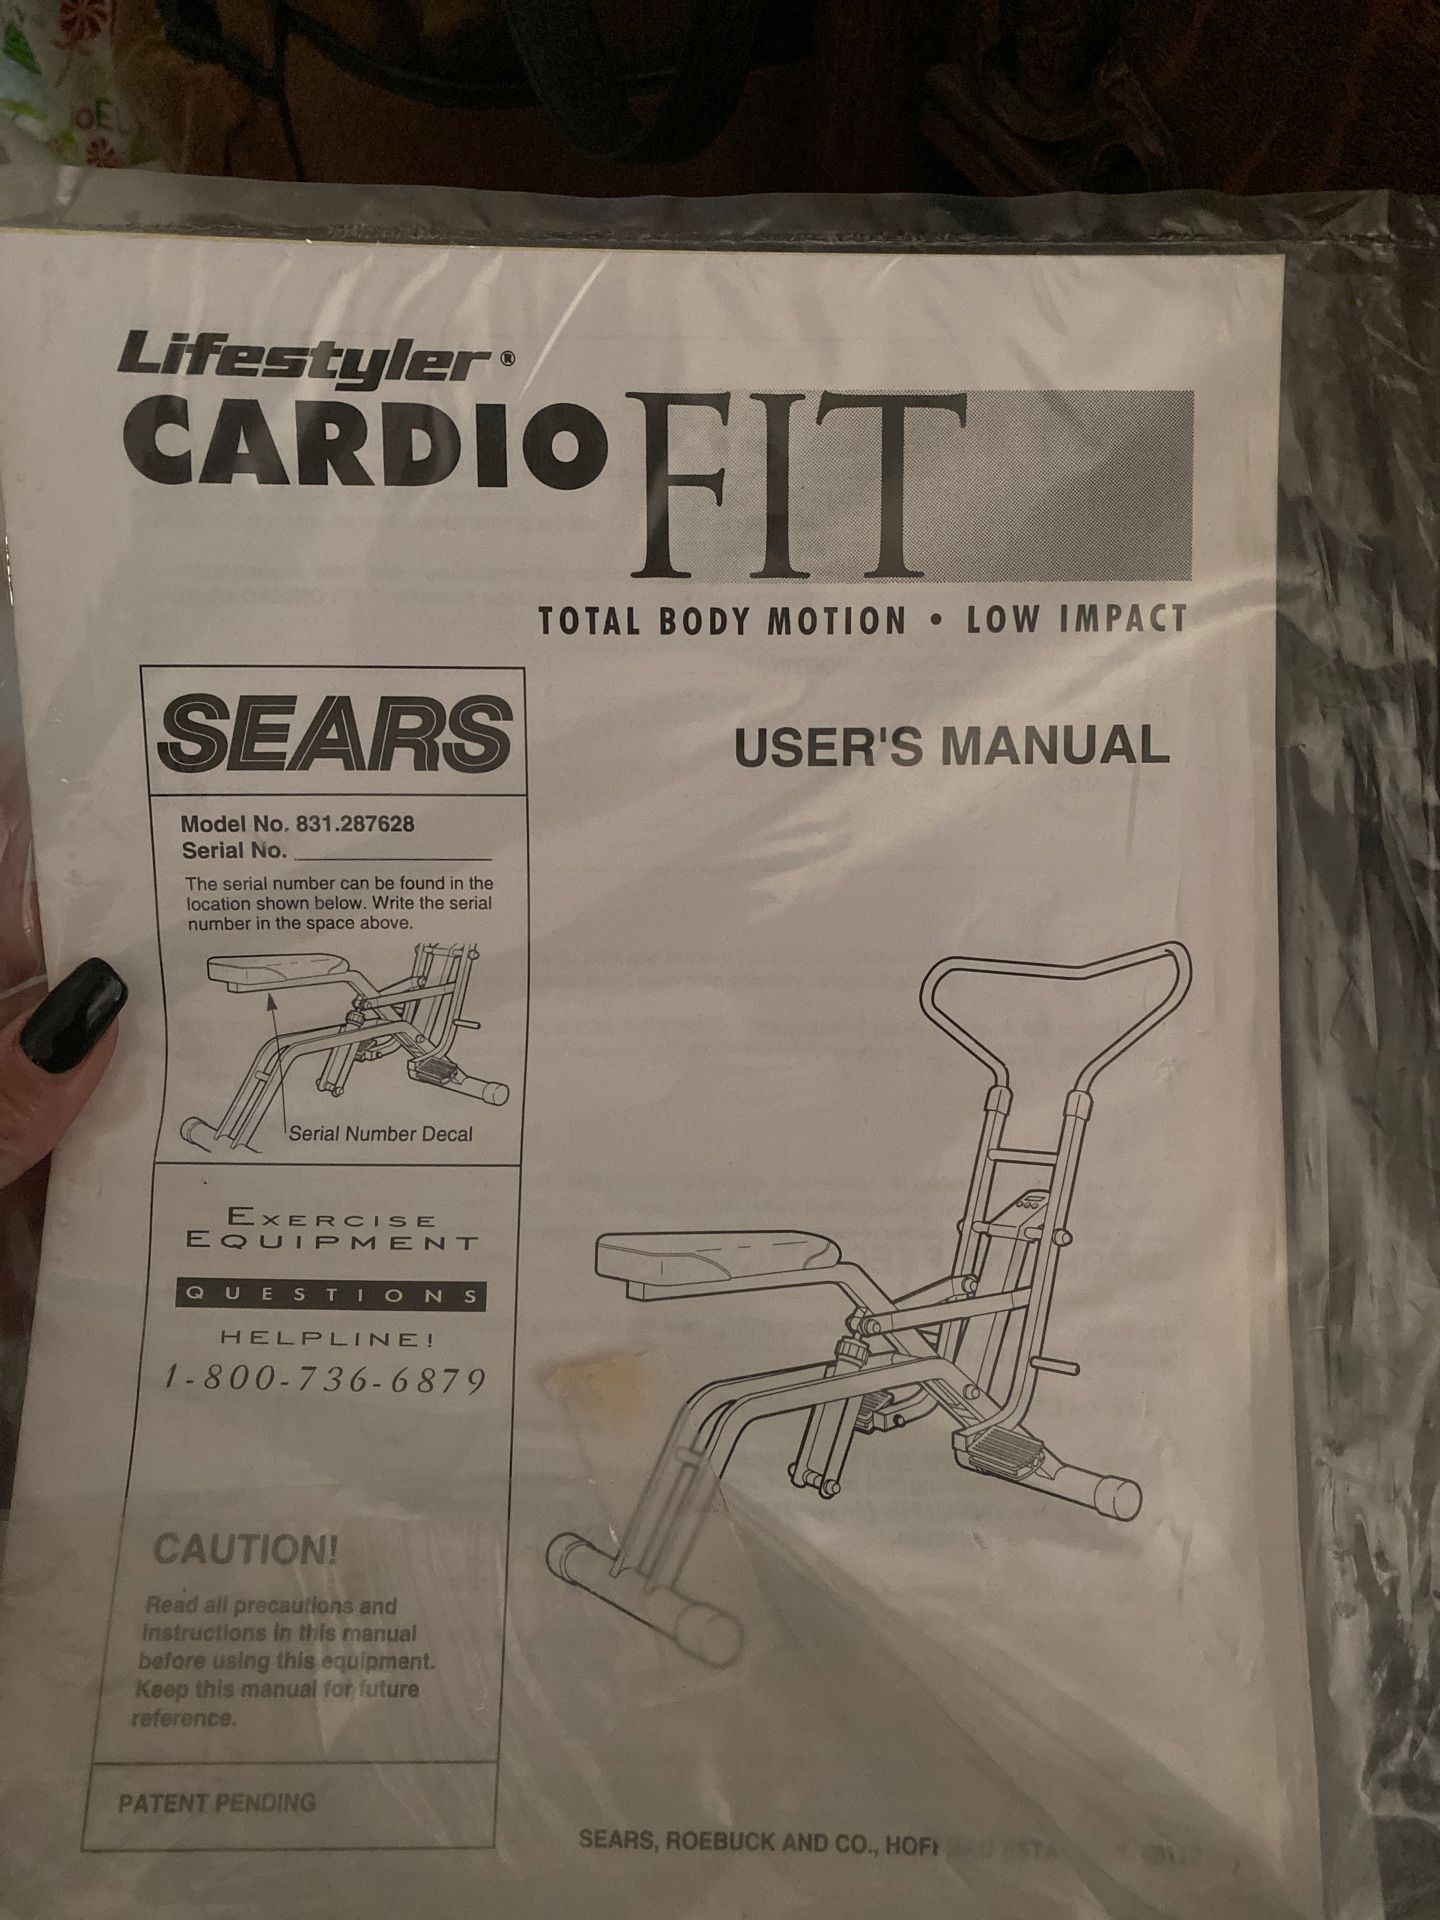 Lifestyler®
CARDIO FIT
TOTAL BODY MOTION • LOW IMPACT
SEARS
USER'S MANUAL
Model No. 831.287628
Serial No.
The serial number can be found in the
location shown below. Write the serial
number in the space above.
Serial Number Decal
EXERCISE
EQUIPMENT
QUESTIONS
HELPLINE!
1-800-736-6879
CAUTION!
Read all precautions and
instructions in this manual
before using this equipment.
Keep this manual for future
reference.
PATENT PENDING
SEARS, ROEBUCK AND CO.,